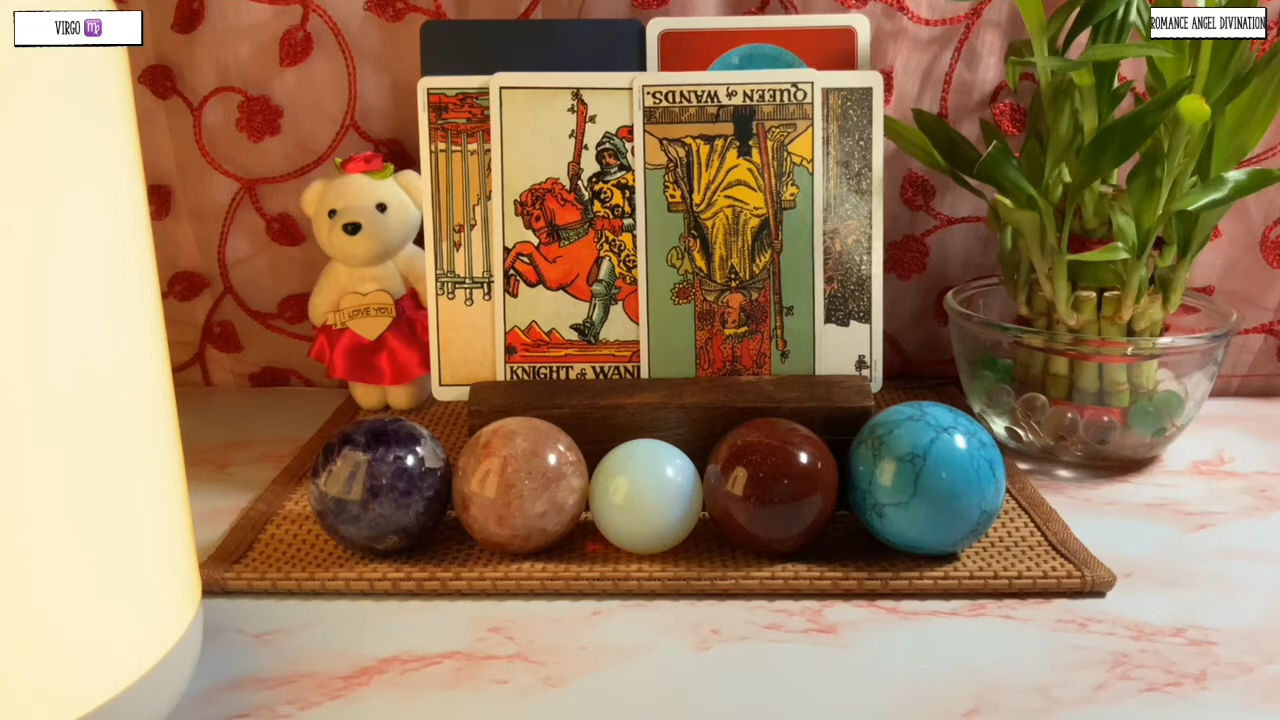 VIRGO ♍
ROMANCE ANGEL DIVINATION
QUEEN of WANDS.
I LOVE YOU
KNIGHT of WAN